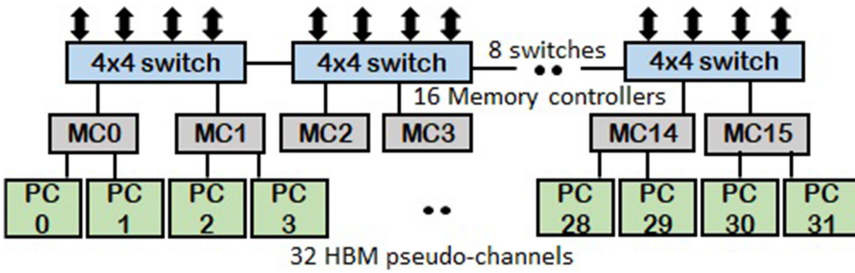 4x4 switch 4x4 switch 8 switches 4x4 switch
16 Memory controllers
MC0 MC1 MC2 MC3 MC14 MC15
PC PC PC PC PC PC PC PC
0 1 2 3 28 29 30 31
32 HBM pseudo-channels